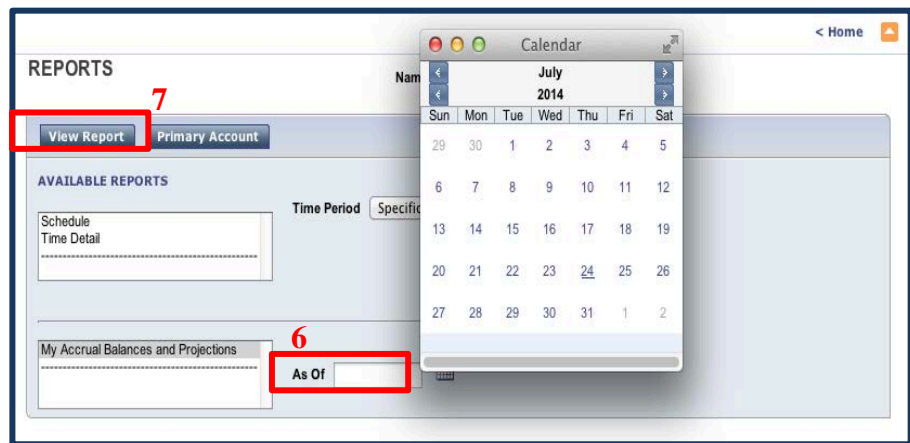 < Home
REPORTS
Nam
7
View Report
Primary Account
AVAILABLE REPORTS
Schedule
Time Detail
Time Period
Specific
My Accrual Balances and Projections
6
As Of
Calendar
< July >
< 2014 >
Sun Mon Tue Wed Thu Fri Sat
29 30 1 2 3 4 5
6 7 8 9 10 11 12
13 14 15 16 17 18 19
20 21 22 23 24 25 26
27 28 29 30 31 1 2